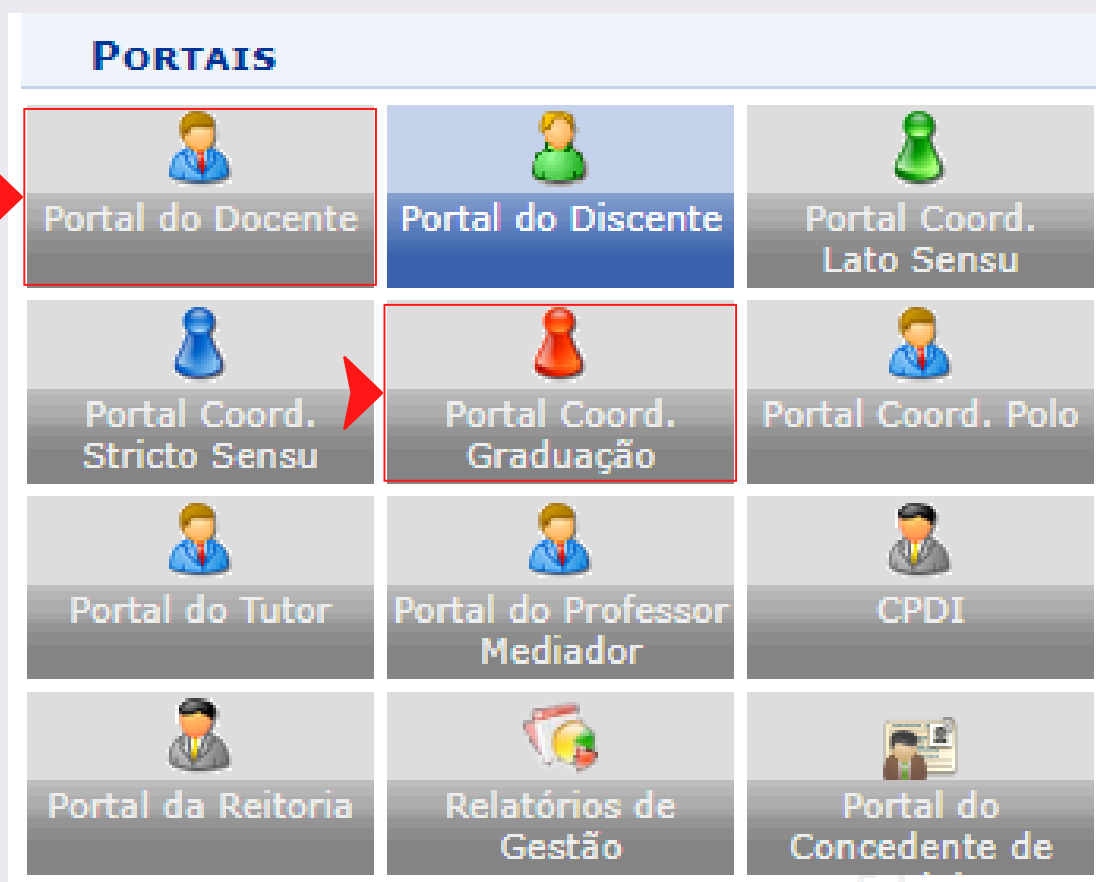 PORTAIS
Portal do Docente
Portal do Discente
Portal Coord.
Lato Sensu
Portal Coord.
Stricto Sensu
Portal Coord.
Graduação
Portal Coord. Polo
Portal do Tutor
Portal do Professor
Mediador
CPDI
Portal da Reitoria
Relatórios de
Gestão
Portal do
Concedente de